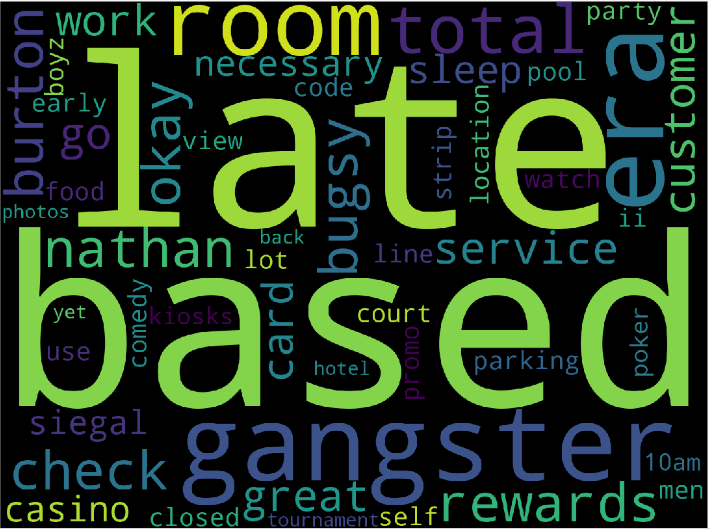 work
room
total
party
burton
boyz
late
necessary
sleep
pool
era
customer
early
okay
view
code
strip
location
go
food
bugsy
watch
photos
ii
nathan
back
lot
line
service
based
yet
comedy
kiosks
card
court
promo
poker
use
hotel
parking
siegal
gangster
check
great
rewards
10am
men
casino
closed
tournament
self